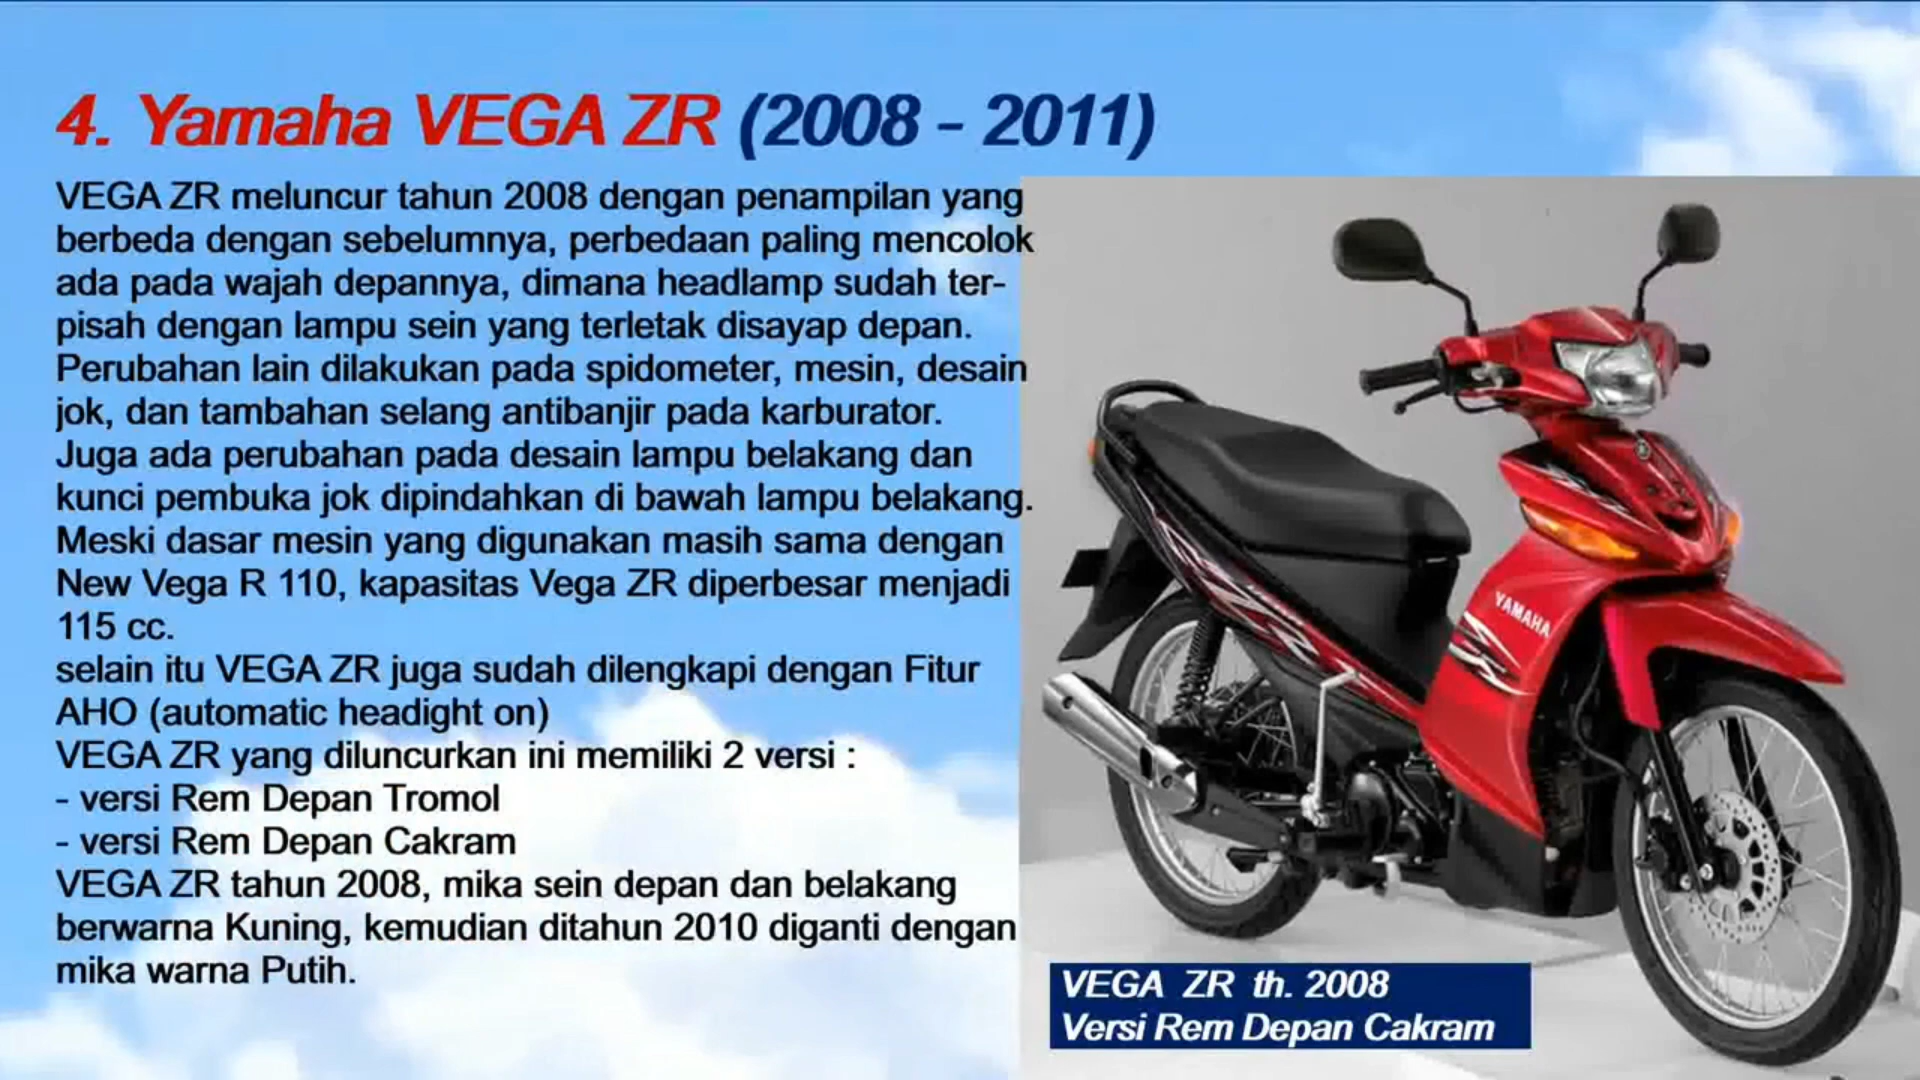 4. Yamaha VEGA ZR (2008 - 2011)
VEGA ZR meluncur tahun 2008 dengan penampilan yang
berbeda dengan sebelumnya, perbedaan paling mencolok
ada pada wajah depannya, dimana headlamp sudah ter-
pisah dengan lampu sein yang terletak disayap depan.
Perubahan lain dilakukan pada spidometer, mesin, desain
jok, dan tambahan selang antibanjir pada karburator.
Juga ada perubahan pada desain lampu belakang dan
kunci pembuka jok dipindahkan di bawah lampu belakang.
Meski dasar mesin yang digunakan masih sama dengan
New Vega R 110, kapasitas Vega ZR diperbesar menjadi
115 cc.
selain itu VEGA ZR juga sudah dilengkapi dengan Fitur
AHO (automatic headight on)
VEGA ZR yang diluncurkan ini memiliki 2 versi :
- versi Rem Depan Tromol
- versi Rem Depan Cakram
VEGA ZR tahun 2008, mika sein depan dan belakang
berwarna Kuning, kemudian ditahun 2010 diganti dengan
mika warna Putih.
YAMAHA
VEGA ZR th. 2008
Versi Rem Depan Cakram